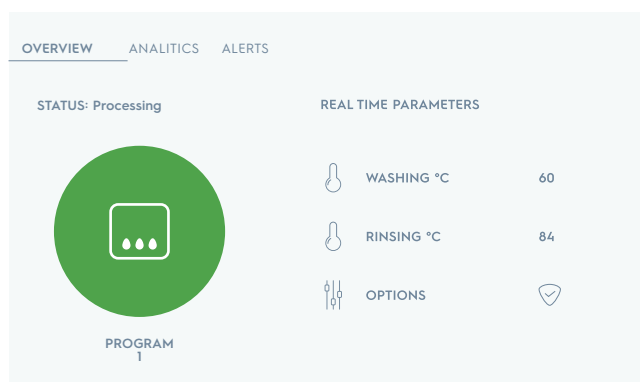 OVERVIEW ANALITICS ALERTS
STATUS: Processing
REAL TIME PARAMETERS
WASHING °C 60
RINSING °C 84
OPTIONS
PROGRAM
1